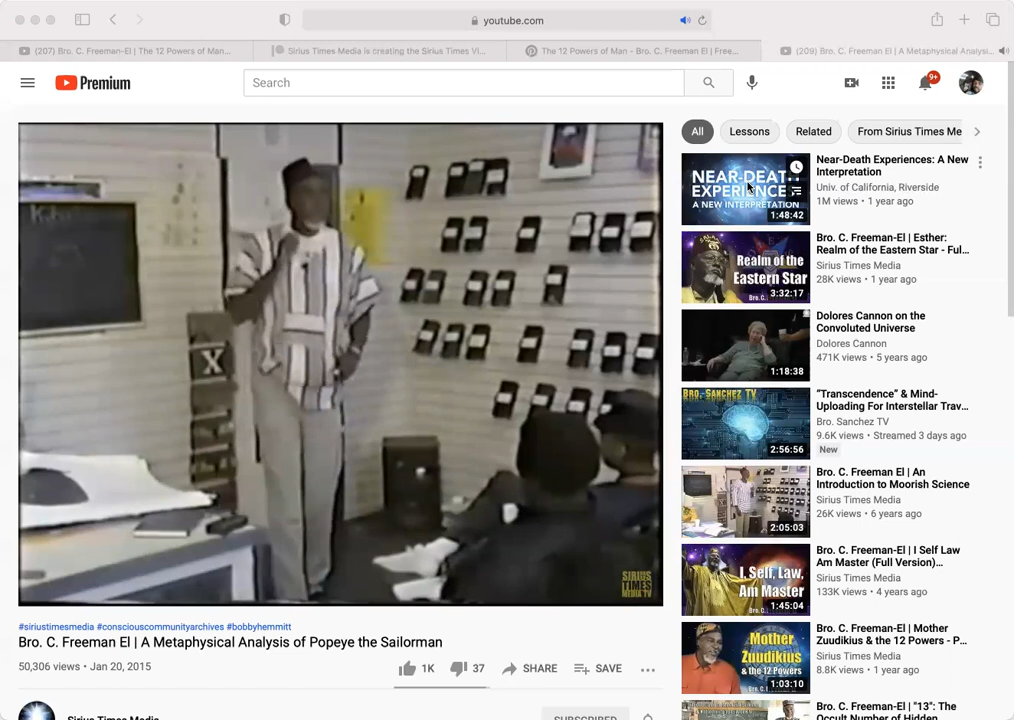 youtube.com
(207) Bro. C. Freeman-El | The 12 Powers of Man...
Sirius Times Media is creating the Sirius Times Vi...
The 12 Powers of Man - Bro. C. Freeman El | Free...
(209) Bro. C. Freeman El | A Metaphysical Analysi...
Premium
Search
9+
All
Lessons
Related
From Sirius Times Me
X
SIRIUS
TIMES
MEDIA TV
#siriustimesmedia #consciouscommunityarchives #bobbyhemmitt
Bro. C. Freeman El | A Metaphysical Analysis of Popeye the Sailorman
50,306 views • Jan 20, 2015
1K
37
SHARE
SAVE
Sirius Times Media
SUBSCRIBED
NEAR-DEATH
EXPERIENCES
A NEW INTERPRETATION
1:48:42
Near-Death Experiences: A New
Interpretation
Univ. of California, Riverside
1M views • 1 year ago
Realm of the
Eastern Star
Bro. C.
3:32:17
Bro. C. Freeman-El | Esther:
Realm of the Eastern Star - Ful...
Sirius Times Media
28K views • 1 year ago
1:18:38
Dolores Cannon on the
Convoluted Universe
Dolores Cannon
471K views • 5 years ago
BRO. SANCHEZ TV
2:56:56
“Transcendence” & Mind-
Uploading For Interstellar Trav...
Bro. Sanchez TV
9.6K views • Streamed 3 days ago
New
2:05:03
Bro. C. Freeman El | An
Introduction to Moorish Science
Sirius Times Media
26K views • 6 years ago
I, Self, Law,
Am Master
1:45:04
Bro. C. Freeman-El | I Self Law
Am Master (Full Version)...
Sirius Times Media
133K views • 4 years ago
Mother
Zuudikius
& the 12 Powers
Bro. C.
1:03:10
Bro. C. Freeman-El | Mother
Zuudikius & the 12 Powers - P...
Sirius Times Media
8.8K views • 1 year ago
Bro. C. Freeman-El | "13": The
Occult Number of Hidden